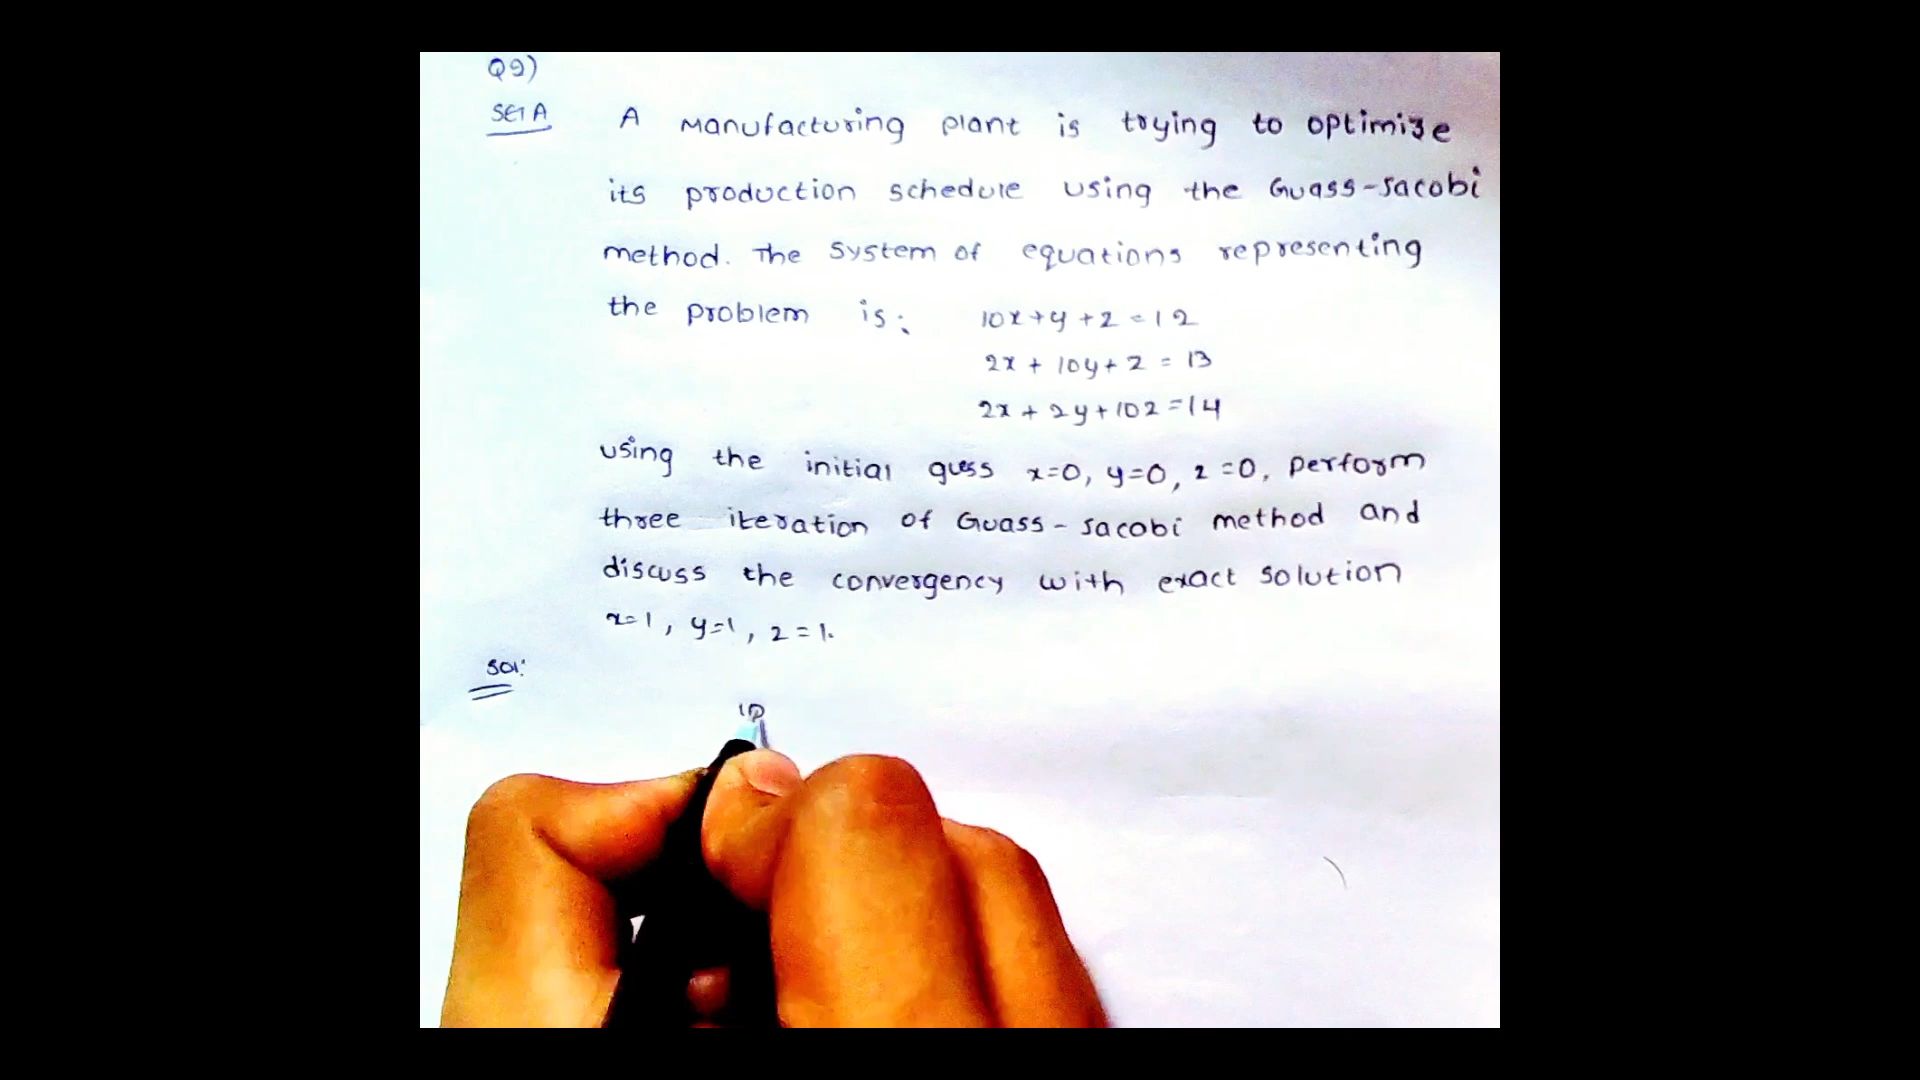 Q9)
SET A A Manufacturing plant is trying to optimize
its production schedule using the Guass-Jacobi
method. The System of equations representing
the problem is: 10x+y+z=12
2x + 10y+z = 13
2x + 2y+10z=14
using the initial guess x=0, y=0, z=0, perform
three iteration of Guass-Jacobi method and
discuss the convergency with exact solution
x=1, y=1, z=1.
Sol:
10